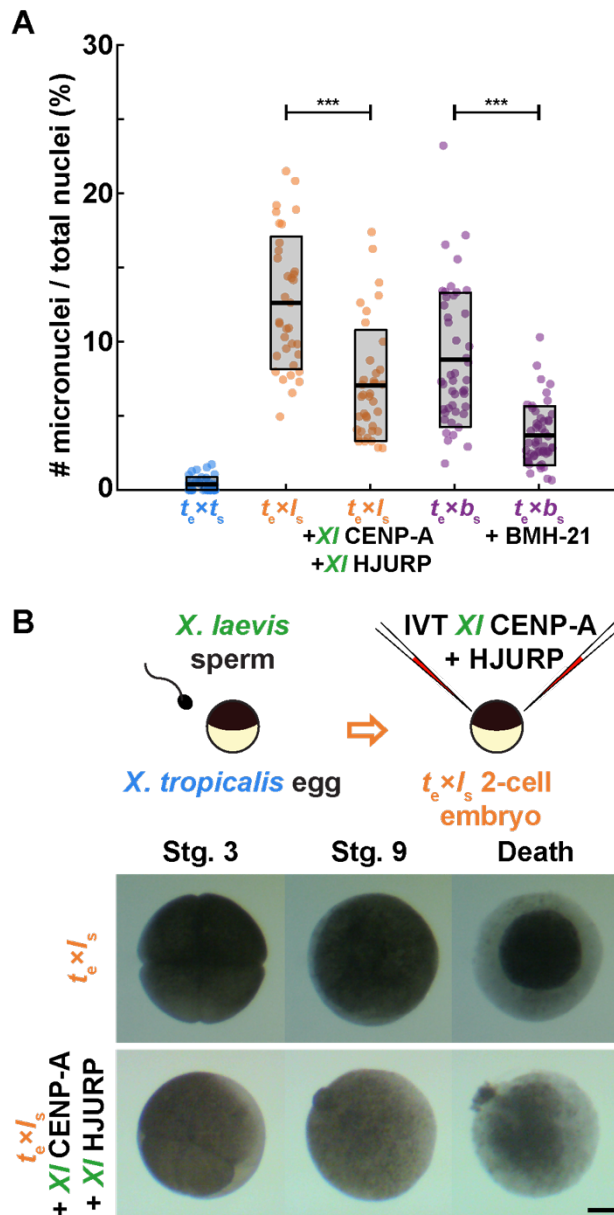 A
# micronuclei / total nuclei (%)
30
20
10
0
***
***
te×ts
te×ls
te×ls
te×bs
te×bs
+Xl CENP-A
+ BMH-21
+Xl HJURP
B
X. laevis
sperm
IVT Xl CENP-A
+ HJURP
X. tropicalis egg
te×ls 2-cell
embryo
Stg. 3
Stg. 9
Death
te×ls
te×ls
+ Xl CENP-A
+ Xl HJURP